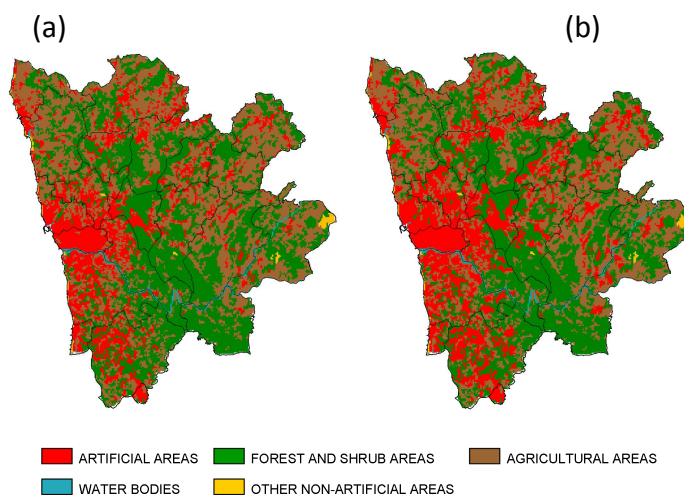 (a) (b)
ARTIFICIAL AREAS FOREST AND SHRUB AREAS AGRICULTURAL AREAS
WATER BODIES OTHER NON-ARTIFICIAL AREAS